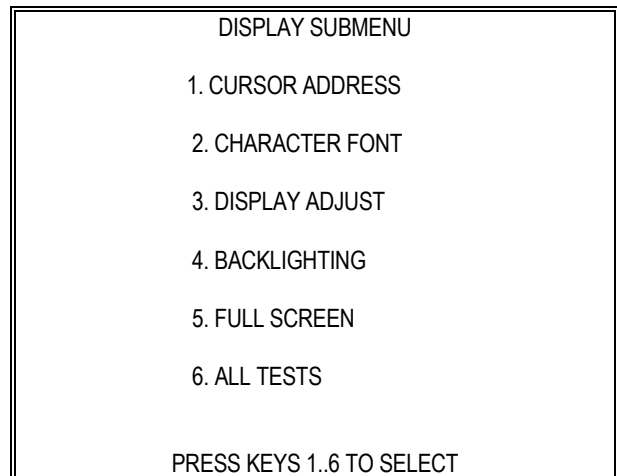 DISPLAY SUBMENU
1. CURSOR ADDRESS
2. CHARACTER FONT
3. DISPLAY ADJUST
4. BACKLIGHTING
5. FULL SCREEN
6. ALL TESTS
PRESS KEYS 1..6 TO SELECT